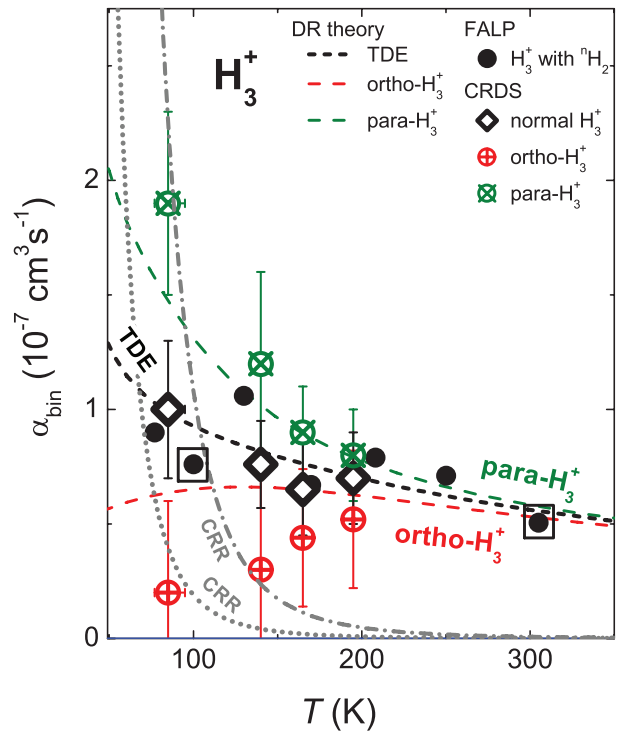 DR theory
TDE
ortho-H₃⁺
para-H₃⁺
FALP
H₃⁺ with ⁿH₂
CRDS
normal H₃⁺
ortho-H₃⁺
para-H₃⁺
H₃⁺
TDE
CRR
CRR
para-H₃⁺
ortho-H₃⁺
2
1
0
100
200
300
α_bin (10⁻⁷ cm³s⁻¹)
T (K)